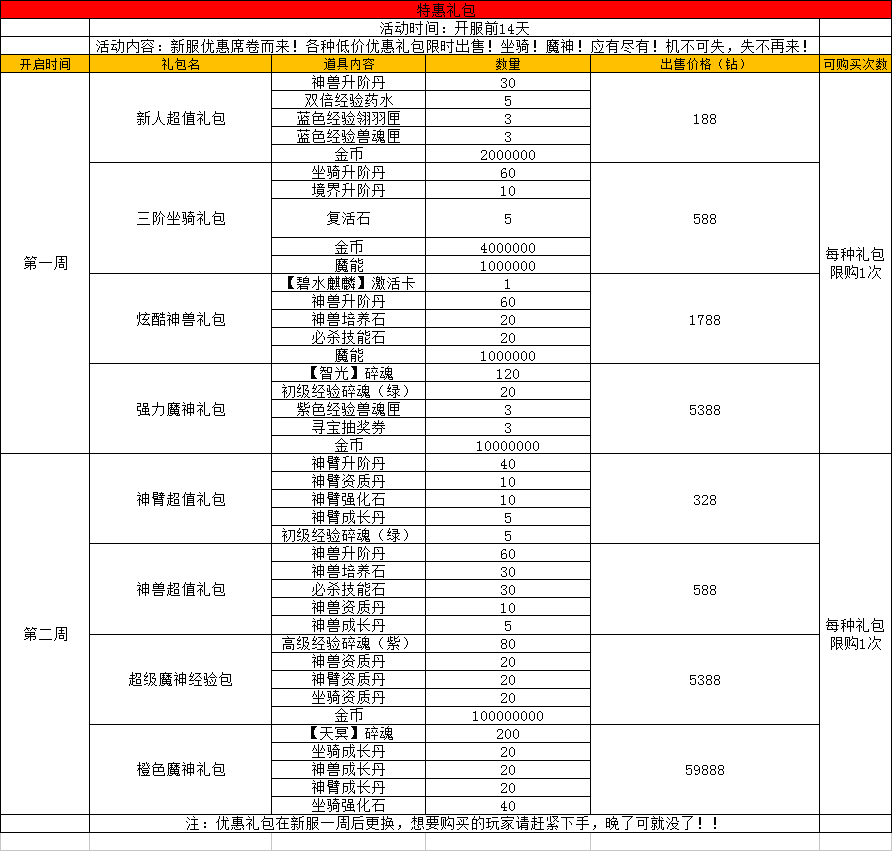 特惠礼包
活动时间：开服前14天
活动内容：新服优惠席卷而来！各种低价优惠礼包限时出售！坐骑！魔神！应有尽有！机不可失，失不再来！
开启时间 礼包名 道具内容 数量 出售价格（钻） 可购买次数
第一周
新人超值礼包
神兽升阶丹 30
双倍经验药水 5
蓝色经验翎羽匣 3
蓝色经验兽魂匣 3
金币 2000000
188
三阶坐骑礼包
坐骑升阶丹 60
境界升阶丹 10
复活石 5
金币 4000000
魔能 1000000
588
炫酷神兽礼包
【碧水麒麟】激活卡 1
神兽升阶丹 60
神兽培养石 20
必杀技能石 20
魔能 1000000
1788
强力魔神礼包
【智光】碎魂 120
初级经验碎魂（绿） 20
紫色经验兽魂匣 3
寻宝抽奖券 3
金币 10000000
5388
每种礼包
限购1次
第二周
神臂超值礼包
神臂升阶丹 40
神臂资质丹 10
神臂强化石 10
神臂成长丹 5
初级经验碎魂（绿） 5
328
神兽超值礼包
神兽升阶丹 60
神兽培养石 30
必杀技能石 30
神兽资质丹 10
神兽成长丹 5
588
超级魔神经验包
高级经验碎魂（紫） 80
神兽资质丹 20
神臂资质丹 20
坐骑资质丹 20
金币 100000000
5388
橙色魔神礼包
【天冥】碎魂 200
坐骑成长丹 20
神兽成长丹 20
神臂成长丹 20
坐骑强化石 40
59888
每种礼包
限购1次
注：优惠礼包在新服一周后更换，想要购买的玩家请赶紧下手，晚了可就没了！！